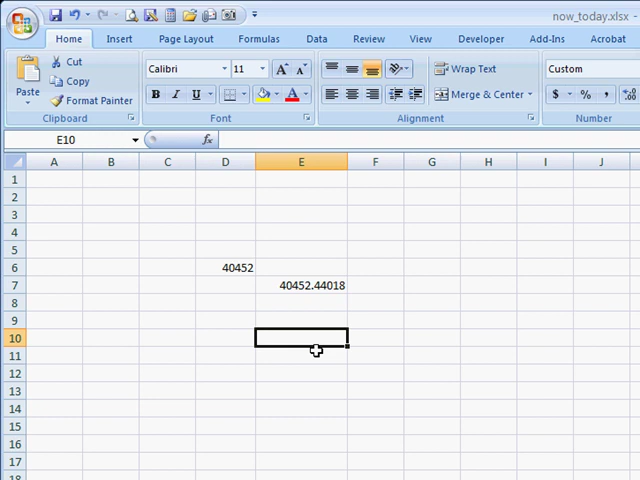 now_today.xlsx -
Home Insert Page Layout Formulas Data Review View Developer Add-Ins Acrobat
Paste Cut Calibri 11 A A Wrap Text Custom
Copy
Format Painter B I U A Merge & Center $ % , .00
Clipboard Font Alignment Number
E10 fx
A B C D E F G H I J
1
2
3
4
5
6 40452
7 40452.44018
8
9
10
11
12
13
14
15
16
17
18